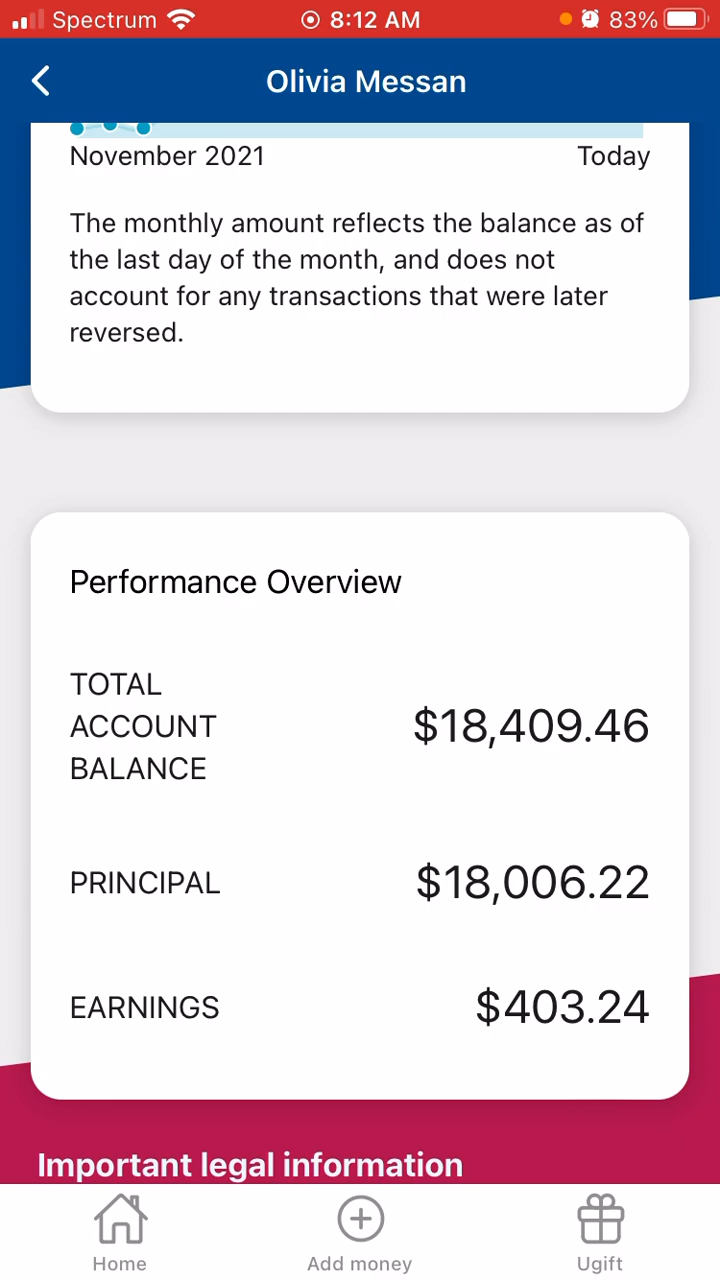 Spectrum 8:12 AM 83%
Olivia Messan
November 2021 Today
The monthly amount reflects the balance as of
the last day of the month, and does not
account for any transactions that were later
reversed.
Performance Overview
TOTAL
ACCOUNT
BALANCE
$18,409.46
PRINCIPAL $18,006.22
EARNINGS $403.24
Important legal information
Home Add money Ugift